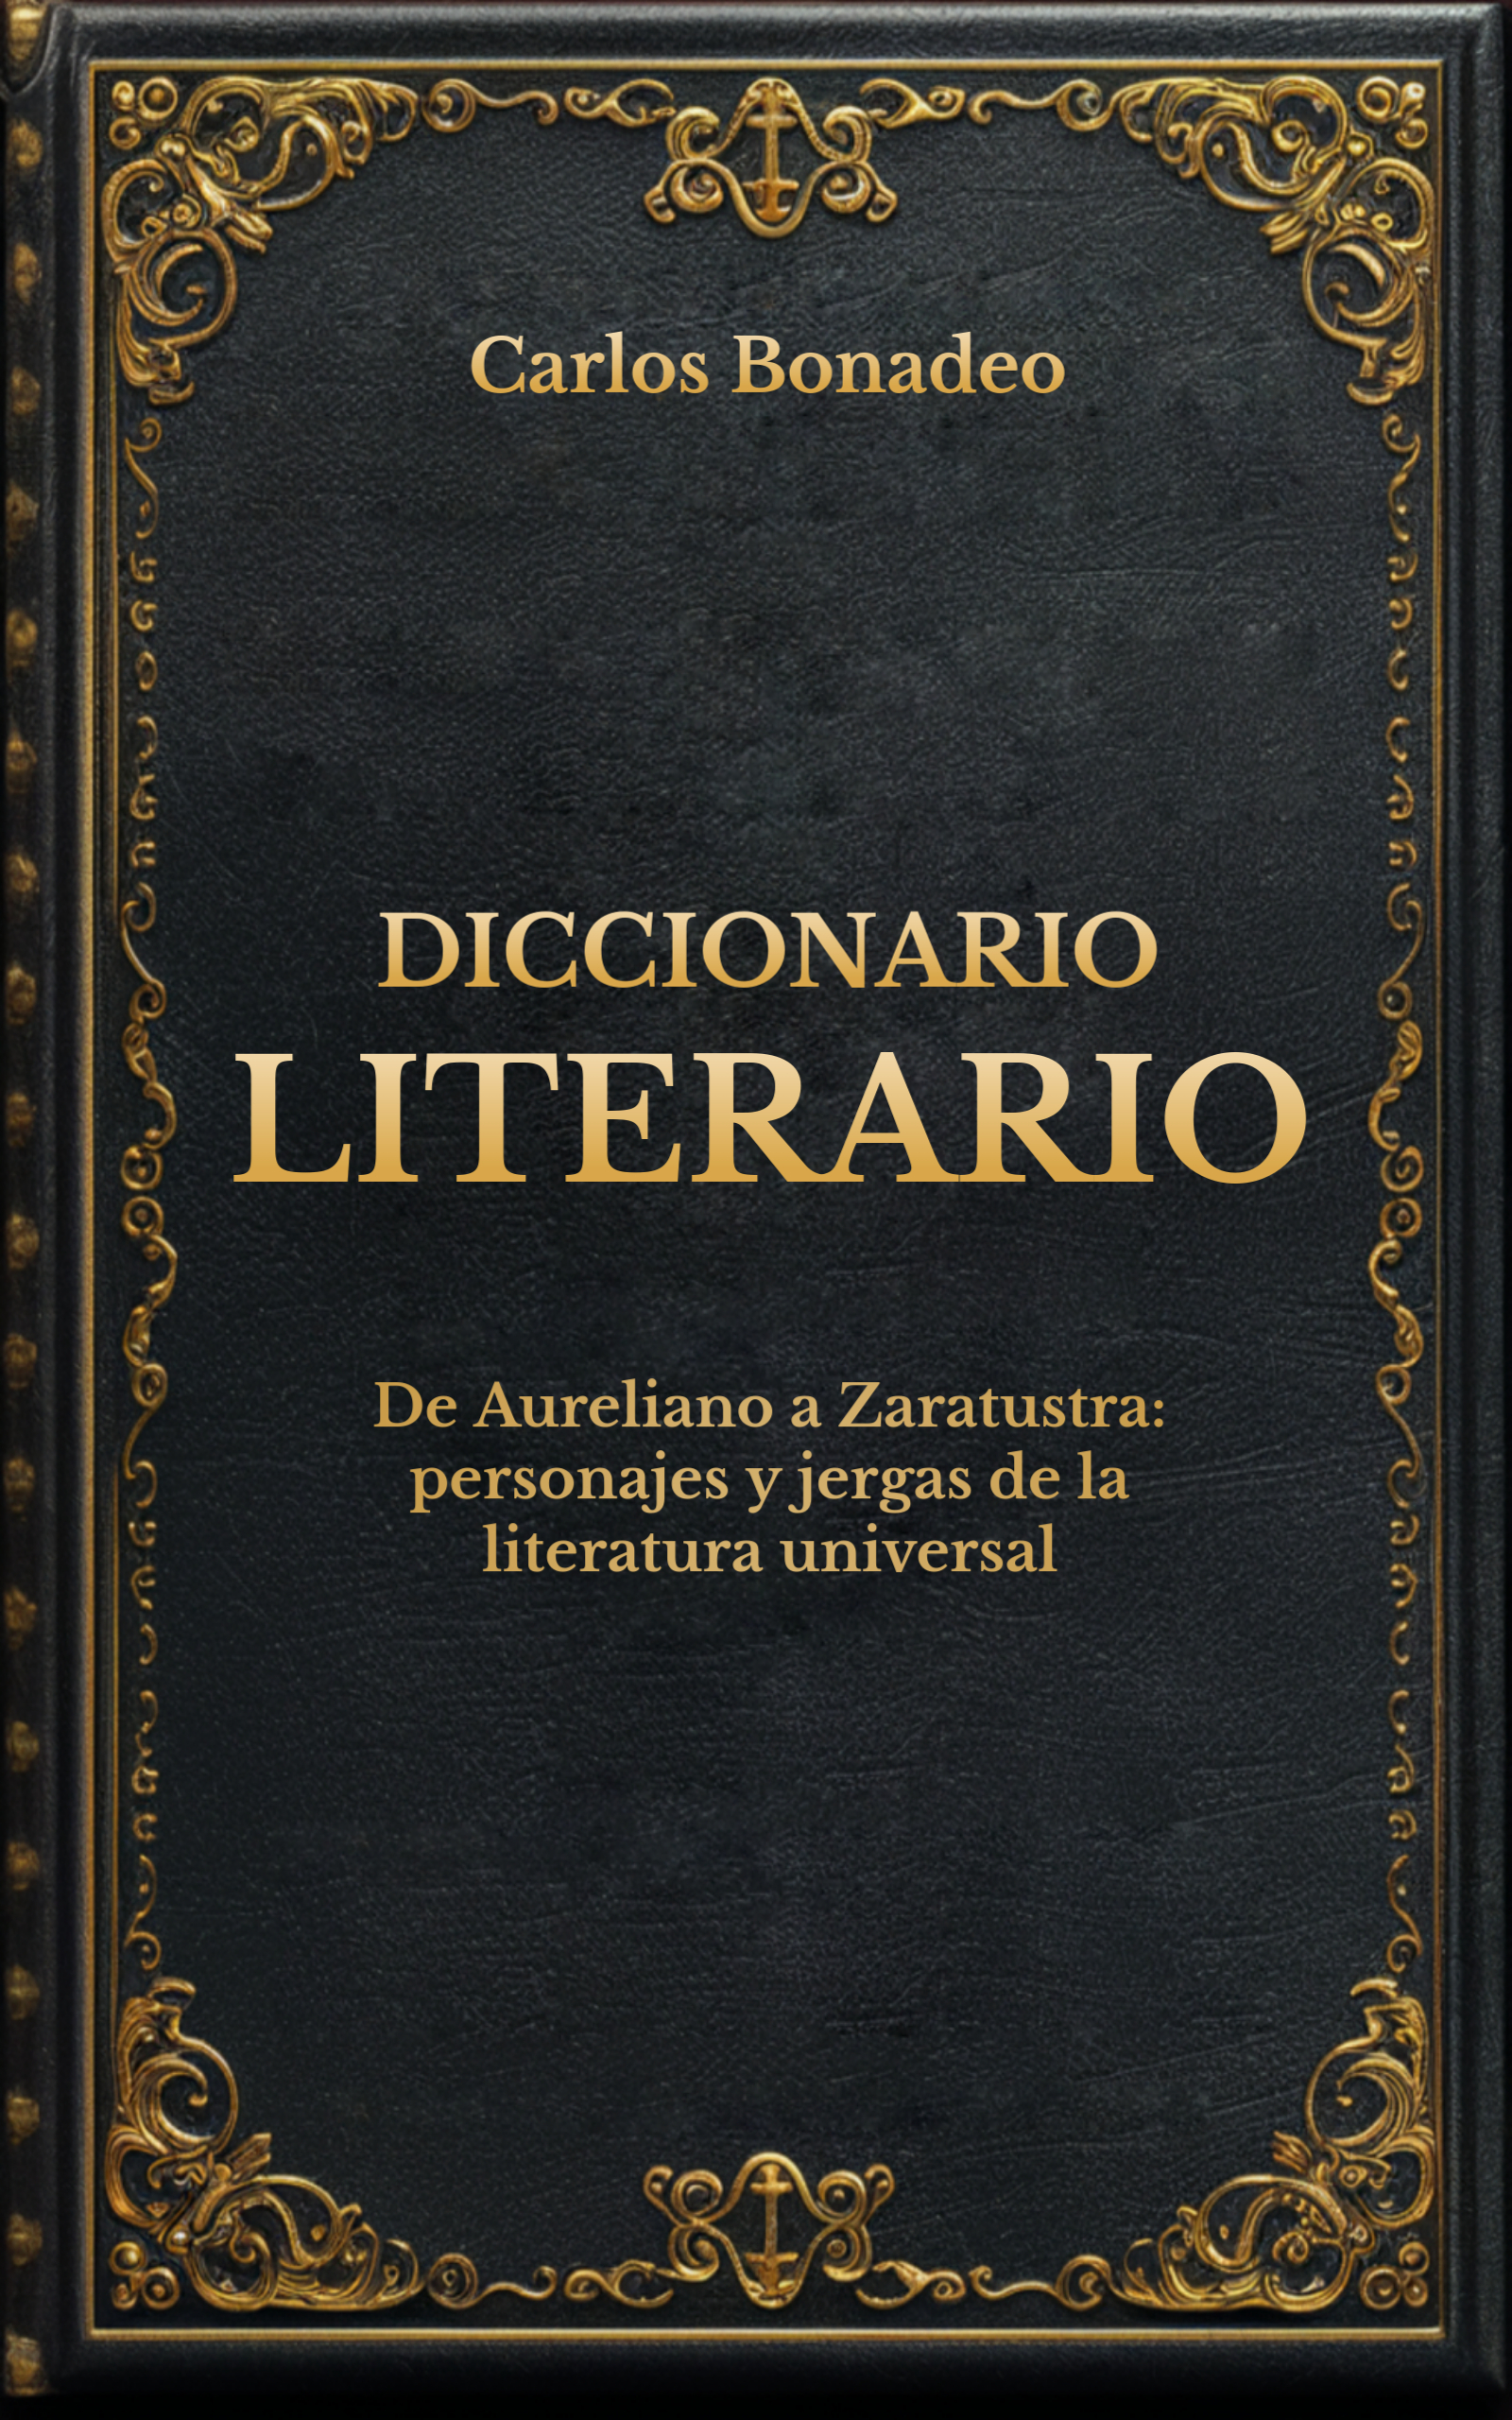 Carlos Bonadeo
DICCIONARIO
LITERARIO
De Aureliano a Zaratustra:
personajes y jergas de la
literatura universal